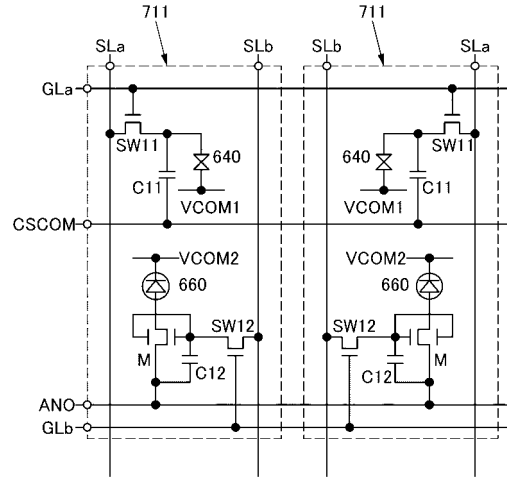 711 711
SLa SLb SLb SLa
GLa
SW11 640 640 SW11
C11 C11
VCOM1 VCOM1
CSCOM
VCOM2 VCOM2
660 660
SW12 SW12
M C12 C12 M
ANO
GLb